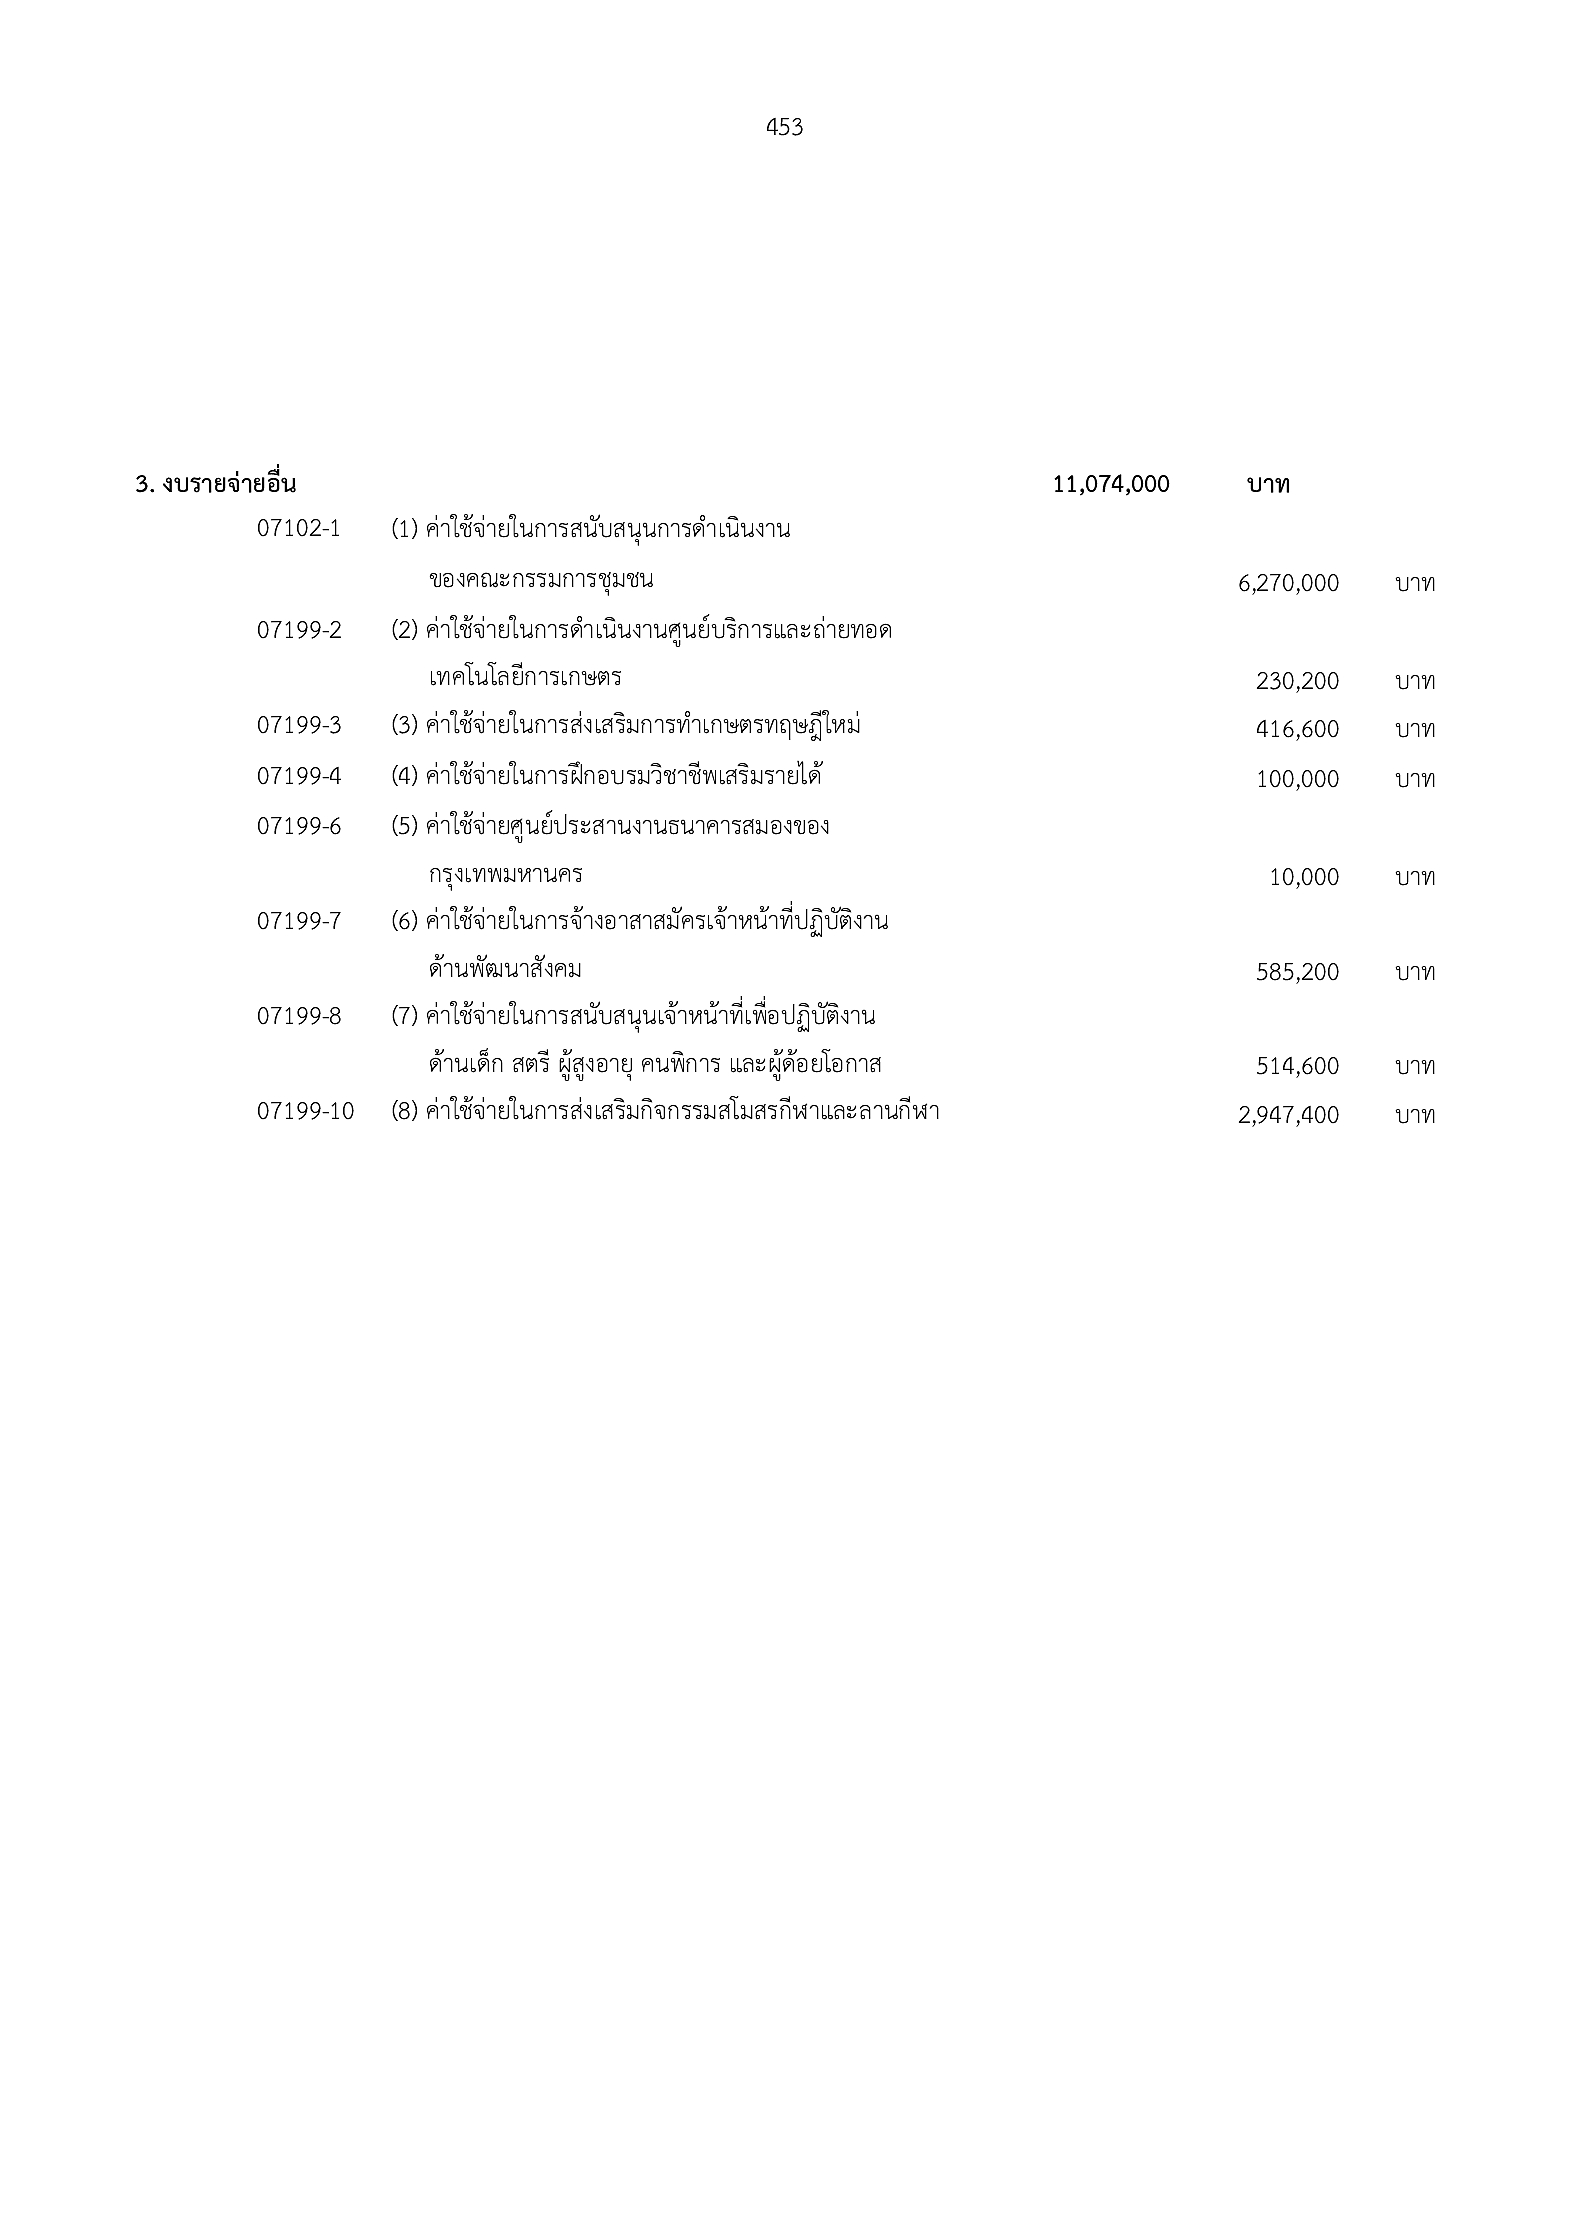 453
3. งบรายจ่ายอื่น 11,074,000 บาท
07102-1 (1) ค่าใช้จ่ายในการสนับสนุนการดำเนินงาน
ของคณะกรรมการชุมชน 6,270,000 บาท
07199-2 (2) ค่าใช้จ่ายในการดำเนินงานศูนย์บริการและถ่ายทอด
เทคโนโลยีการเกษตร 230,200 บาท
07199-3 (3) ค่าใช้จ่ายในการส่งเสริมการทำเกษตรทฤษฎีใหม่ 416,600 บาท
07199-4 (4) ค่าใช้จ่ายในการฝึกอบรมวิชาชีพเสริมรายได้ 100,000 บาท
07199-6 (5) ค่าใช้จ่ายศูนย์ประสานงานธนาคารสมองของ
กรุงเทพมหานคร 10,000 บาท
07199-7 (6) ค่าใช้จ่ายในการจ้างอาสาสมัครเจ้าหน้าที่ปฏิบัติงาน
ด้านพัฒนาสังคม 585,200 บาท
07199-8 (7) ค่าใช้จ่ายในการสนับสนุนเจ้าหน้าที่เพื่อปฏิบัติงาน
ด้านเด็ก สตรี ผู้สูงอายุ คนพิการ และผู้ด้อยโอกาส 514,600 บาท
07199-10 (8) ค่าใช้จ่ายในการส่งเสริมกิจกรรมสโมสรกีฬาและลานกีฬา 2,947,400 บาท